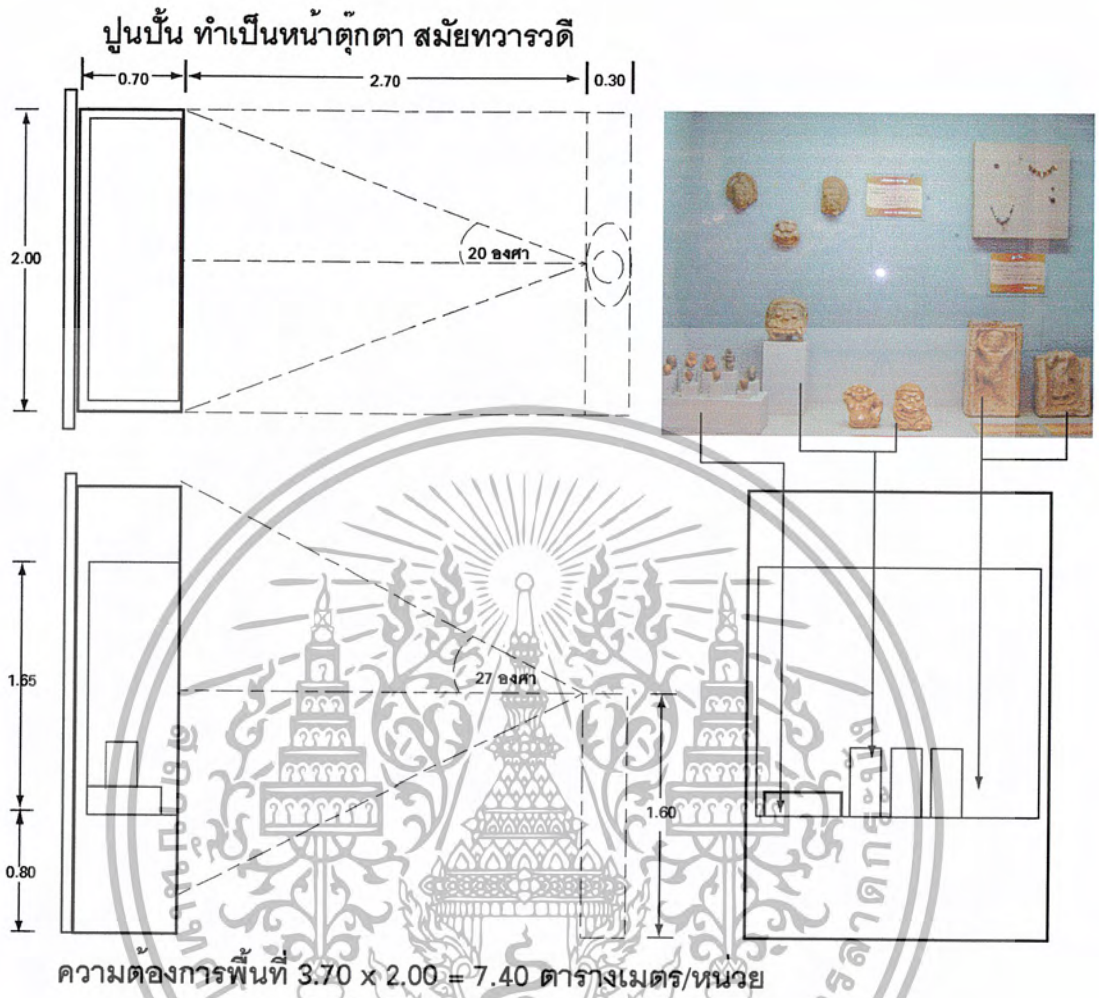 ปูนปั้น ทำเป็นหน้าตุ๊กตา สมัยทวารวดี
0.70 2.70 0.30
2.00
20 องศา
1.65
27 องศา
1.60
0.80
ความต้องการพื้นที่ 3.70 x 2.00 = 7.40 ตารางเมตร/หน่วย